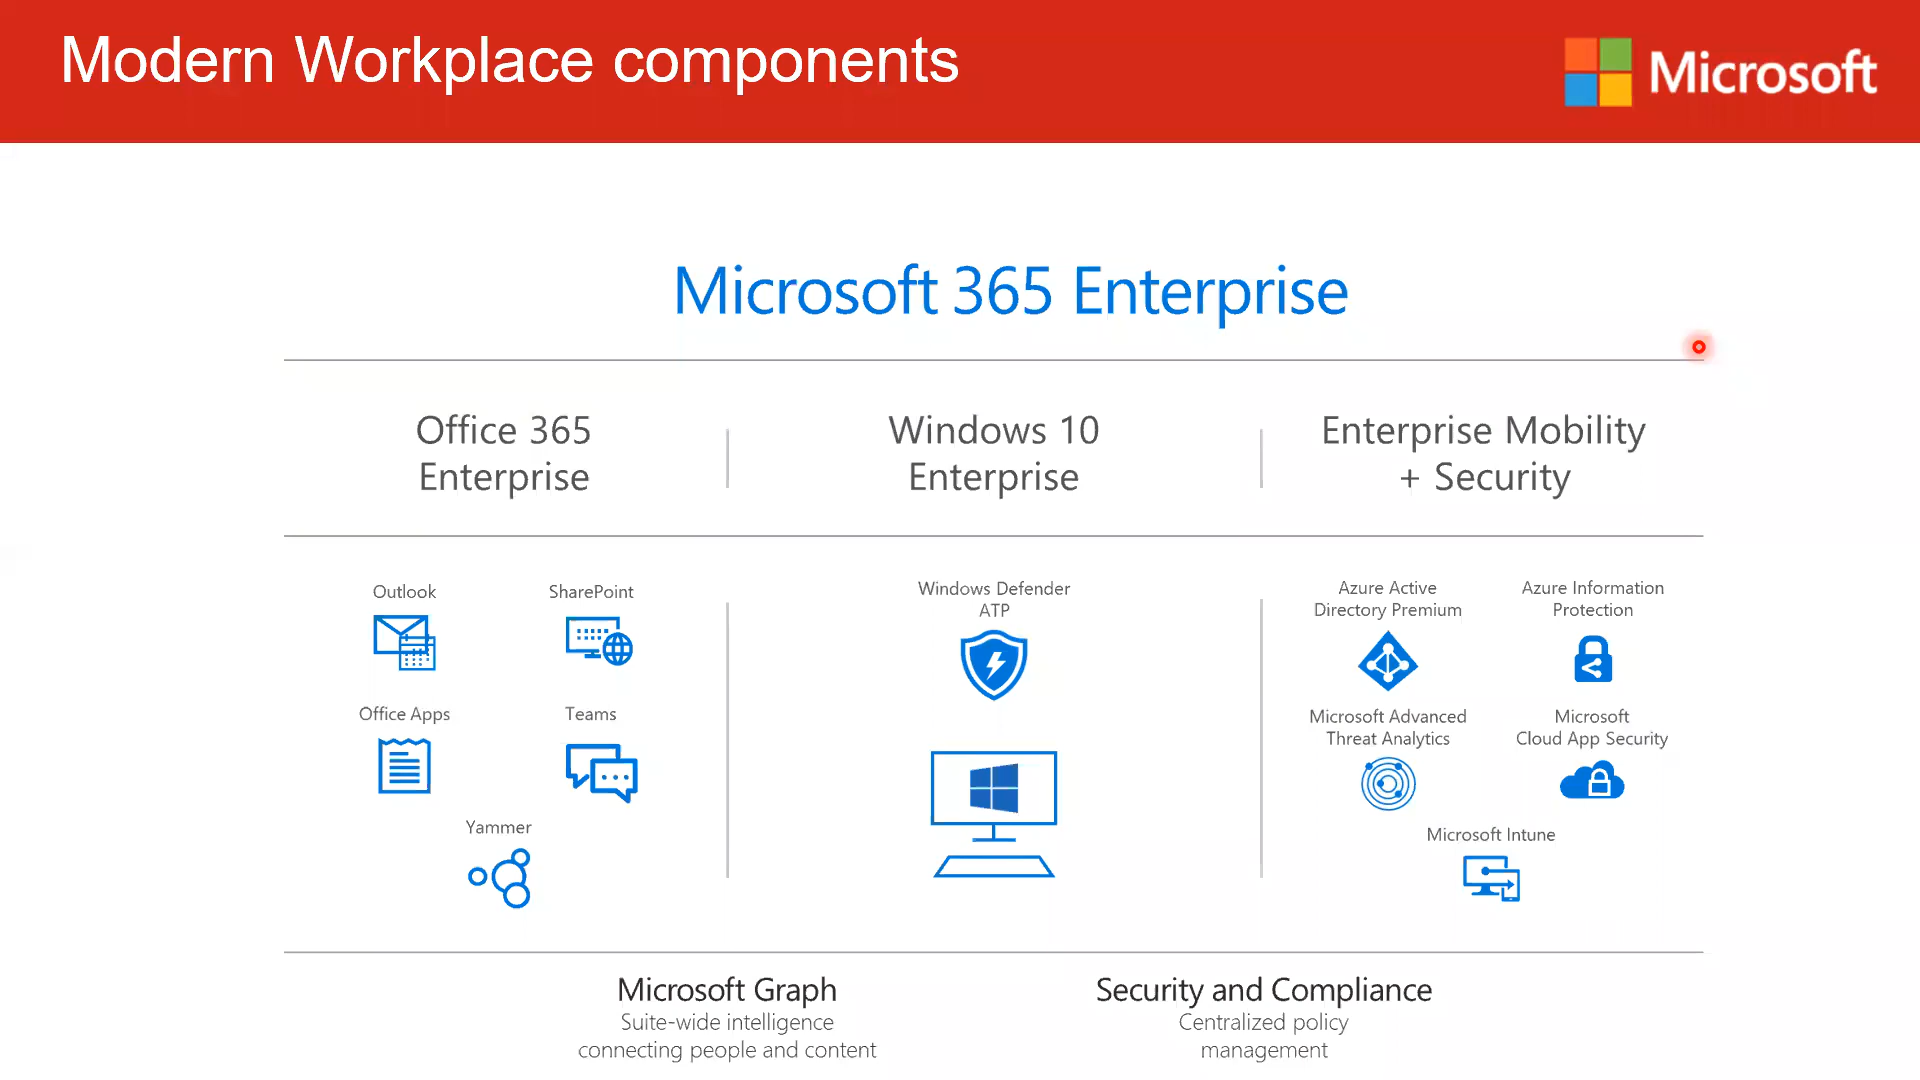 Modern Workplace components
Microsoft
Microsoft 365 Enterprise
Office 365
Enterprise
Windows 10
Enterprise
Enterprise Mobility
+ Security
Outlook
SharePoint
Office Apps
Teams
Yammer
Windows Defender
ATP
Azure Active
Directory Premium
Azure Information
Protection
Microsoft Advanced
Threat Analytics
Microsoft
Cloud App Security
Microsoft Intune
Microsoft Graph
Suite-wide intelligence
connecting people and content
Security and Compliance
Centralized policy
management